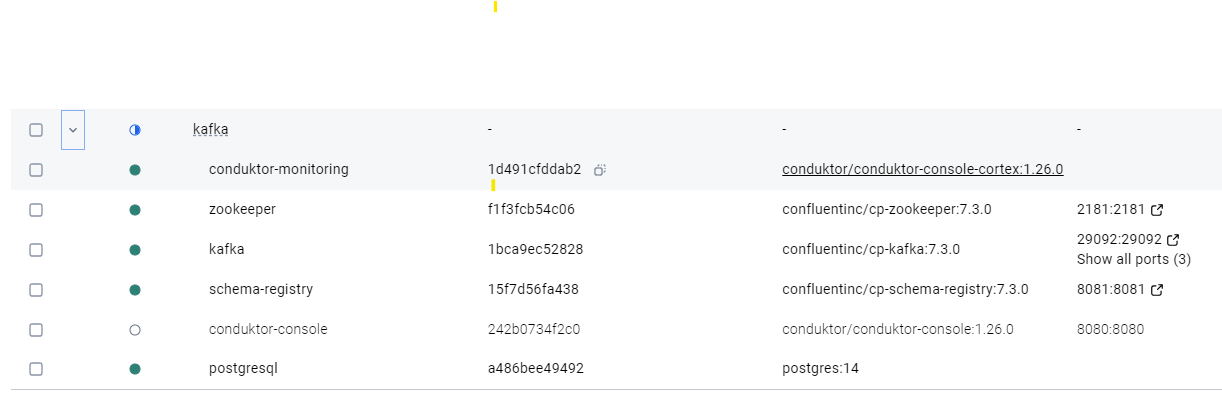 kafka - - -
conduktor-monitoring 1d491cfddab2 conduktor/conduktor-console-cortex:1.26.0
zookeeper f1f3cfb54c06 confluentinc/cp-zookeeper:7.3.0 2181:2181
kafka 1bca9ec52828 confluentinc/cp-kafka:7.3.0 29092:29092
Show all ports (3)
schema-registry 15f7d56fa438 confluentinc/cp-schema-registry:7.3.0 8081:8081
conduktor-console 242b0734f2c0 conduktor/conduktor-console:1.26.0 8080:8080
postgresql a486bee49492 postgres:14